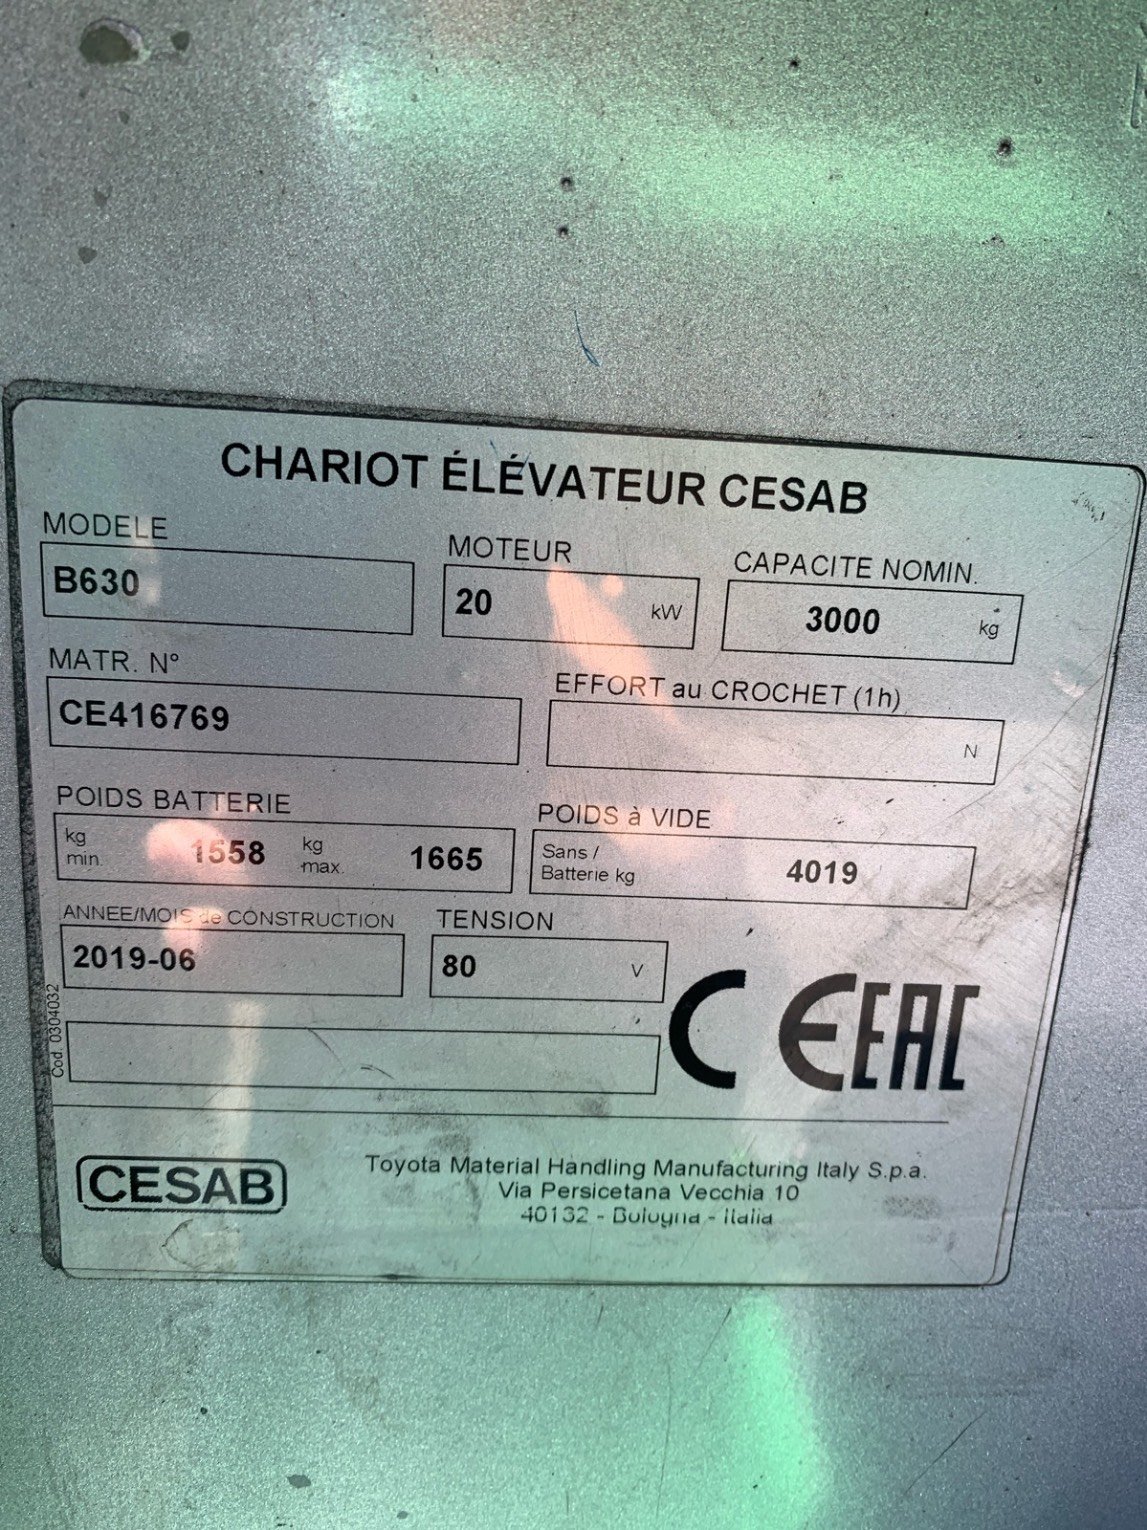 CHARIOT ÉLÉVATEUR CESAB
MODELE
B630
MOTEUR
20 kW
CAPACITE NOMIN.
3000 kg
MATR. N°
CE416769
EFFORT au CROCHET (1h)
N
POIDS BATTERIE
kg min. 1558 kg max. 1665
POIDS à VIDE
Sans /
Batterie kg 4019
ANNEE/MOIS de CONSTRUCTION
2019-06
TENSION
80 V
Cod. 0304032
CE EAC
CESAB
Toyota Material Handling Manufacturing Italy S.p.a.
Via Persicetana Vecchia 10
40132 - Bologna - Italia